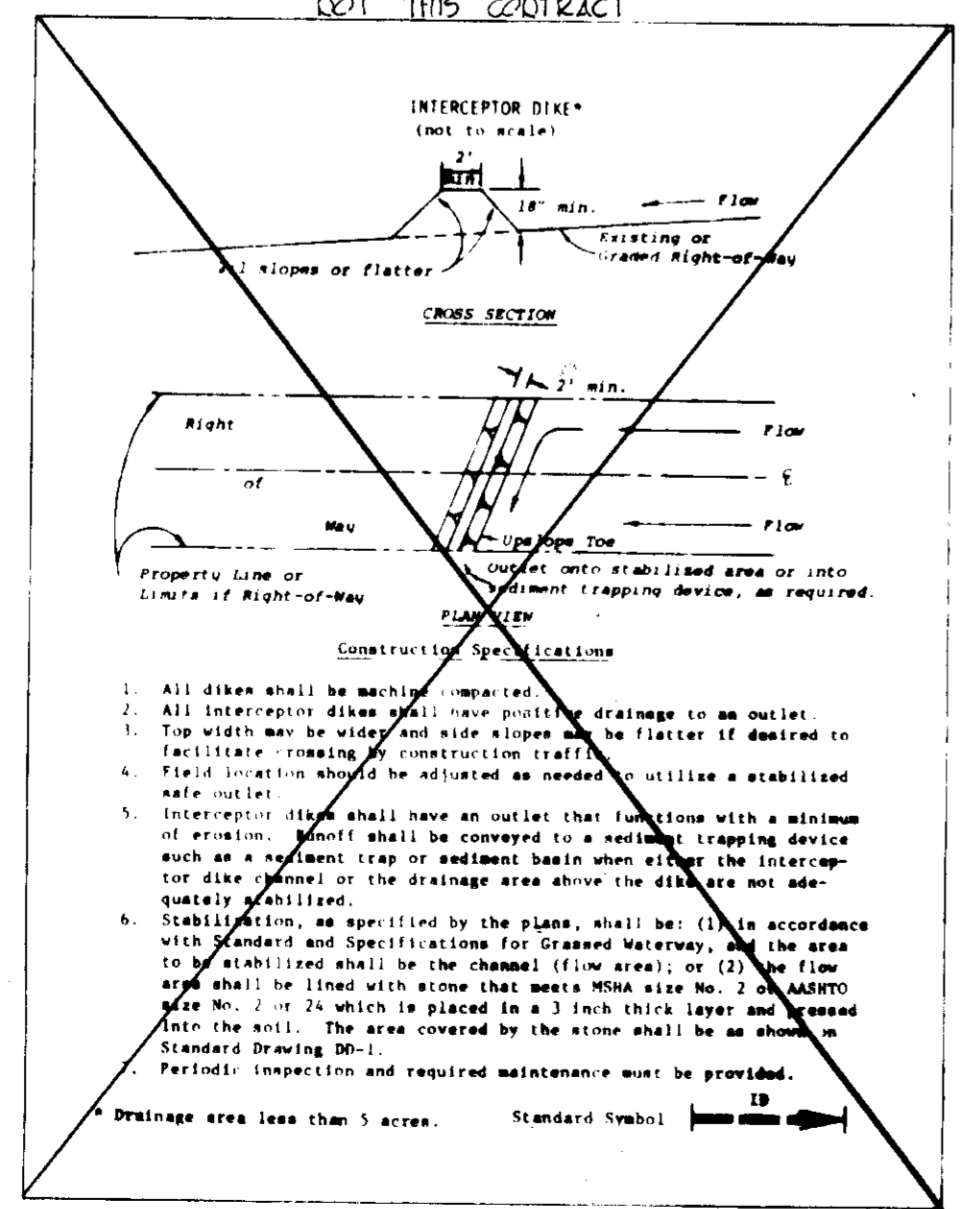 NOT THIS CONTRACT
INTERCEPTOR DIKE*
(not to scale)
2'
18" min.
Flow
Existing or
Graded Right-of-Way
slopes or flatter
CROSS SECTION
2' min.
Right
Flow
of
℄
Way
Flow
Upslope Toe
Property Line or
Limits if Right-of-Way
Outlet onto stabilized area or into
sediment trapping device, as required.
PLAN VIEW
Construction Specifications
1. All dikes shall be machine compacted.
2. All interceptor dikes shall have positive drainage to an outlet.
3. Top width may be wider and side slopes may be flatter if desired to
facilitate crossing by construction traffic.
4. Field location should be adjusted as needed to utilize a stabilized
safe outlet.
5. Interceptor dikes shall have an outlet that functions with a minimum
of erosion. Runoff shall be conveyed to a sediment trapping device
such as a sediment trap or sediment basin when either the intercep-
tor dike channel or the drainage area above the dike are not ade-
quately stabilized.
6. Stabilization, as specified by the plans, shall be: (1) in accordance
with Standard and Specifications for Grassed Waterway, and the area
to be stabilized shall be the channel (flow area); or (2) the flow
area shall be lined with stone that meets MSHA size No. 2 or AASHTO
size No. 2 or 24 which is placed in a 3 inch thick layer and pressed
into the soil. The area covered by the stone shall be as shown on
Standard Drawing DD-1.
7. Periodic inspection and required maintenance must be provided.
* Drainage area less than 5 acres.
Standard Symbol
ID